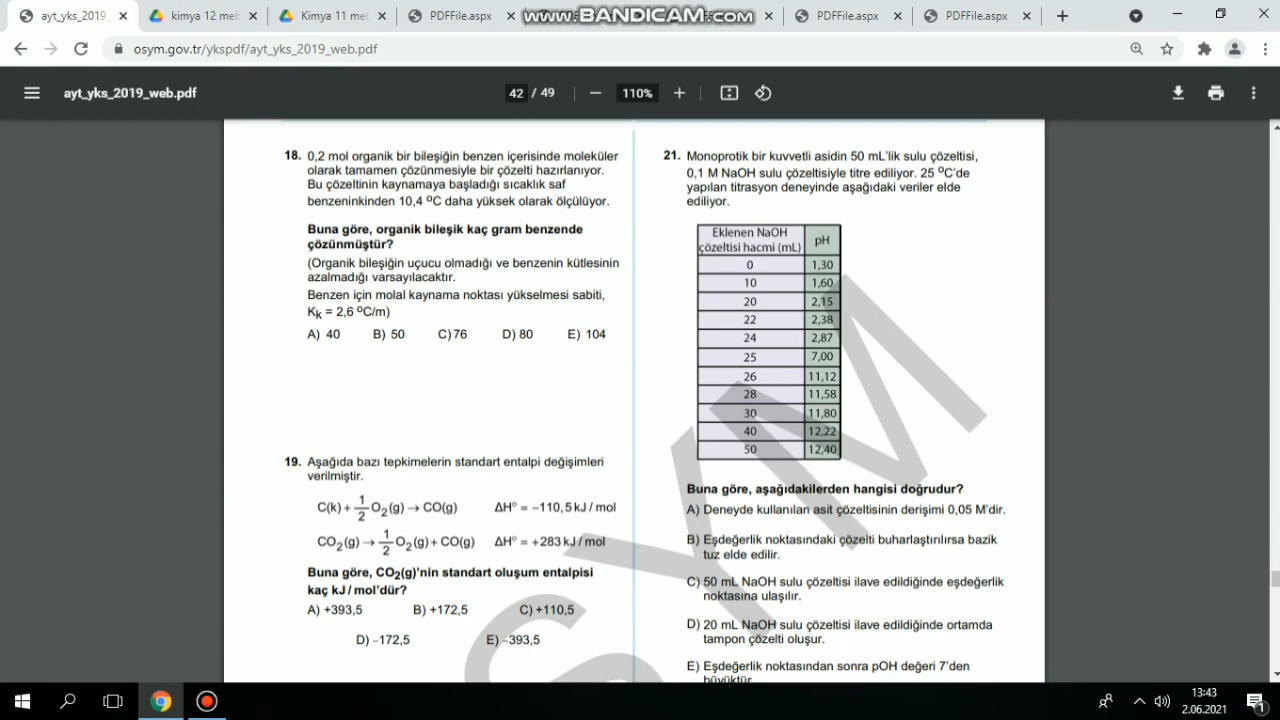 ayt_yks_2019_
kimya 12 meb
Kimya 11 meb
PDFFile.aspx
PDFFile.aspx
PDFFile.aspx
www.BANDICAM.com
osym.gov.tr/ykspdf/ayt_yks_2019_web.pdf
ayt_yks_2019_web.pdf
42 / 49
110%
18. 0,2 mol organik bir bileşiğin benzen içerisinde moleküler
olarak tamamen çözünmesiyle bir çözelti hazırlanıyor.
Bu çözeltinin kaynamaya başladığı sıcaklık saf
benzeninkinden 10,4 ⁰C daha yüksek olarak ölçülüyor.
Buna göre, organik bileşik kaç gram benzende
çözünmüştür?
(Organik bileşiğin uçucu olmadığı ve benzenin kütlesinin
azalmadığı varsayılacaktır.
Benzen için molal kaynama noktası yükselmesi sabiti,
Kk = 2,6 ⁰C/m)
A) 40 B) 50 C) 76 D) 80 E) 104
19. Aşağıda bazı tepkimelerin standart entalpi değişimleri
verilmiştir.
C(k) + 1/2 O₂(g) → CO(g) ΔH° = −110,5 kJ / mol
CO₂(g) → 1/2 O₂(g) + CO(g) ΔH° = +283 kJ / mol
Buna göre, CO₂(g)'nin standart oluşum entalpisi
kaç kJ / mol'dür?
A) +393,5 B) +172,5 C) +110,5
D) −172,5 E) −393,5
21. Monoprotik bir kuvvetli asidin 50 mL'lik sulu çözeltisi,
0,1 M NaOH sulu çözeltisiyle titre ediliyor. 25 ⁰C'de
yapılan titrasyon deneyinde aşağıdaki veriler elde
ediliyor.
Eklenen NaOH
çözeltisi hacmi (mL) pH
0 1,30
10 1,60
20 2,15
22 2,38
24 2,87
25 7,00
26 11,12
28 11,58
30 11,80
40 12,22
50 12,40
Buna göre, aşağıdakilerden hangisi doğrudur?
A) Deneyde kullanılan asit çözeltisinin derişimi 0,05 M'dir.
B) Eşdeğerlik noktasındaki çözelti buharlaştırılırsa bazik
tuz elde edilir.
C) 50 mL NaOH sulu çözeltisi ilave edildiğinde eşdeğerlik
noktasına ulaşılır.
D) 20 mL NaOH sulu çözeltisi ilave edildiğinde ortamda
tampon çözelti oluşur.
E) Eşdeğerlik noktasından sonra pOH değeri 7'den
büyüktür.
SYM
13:43
2.06.2021
1